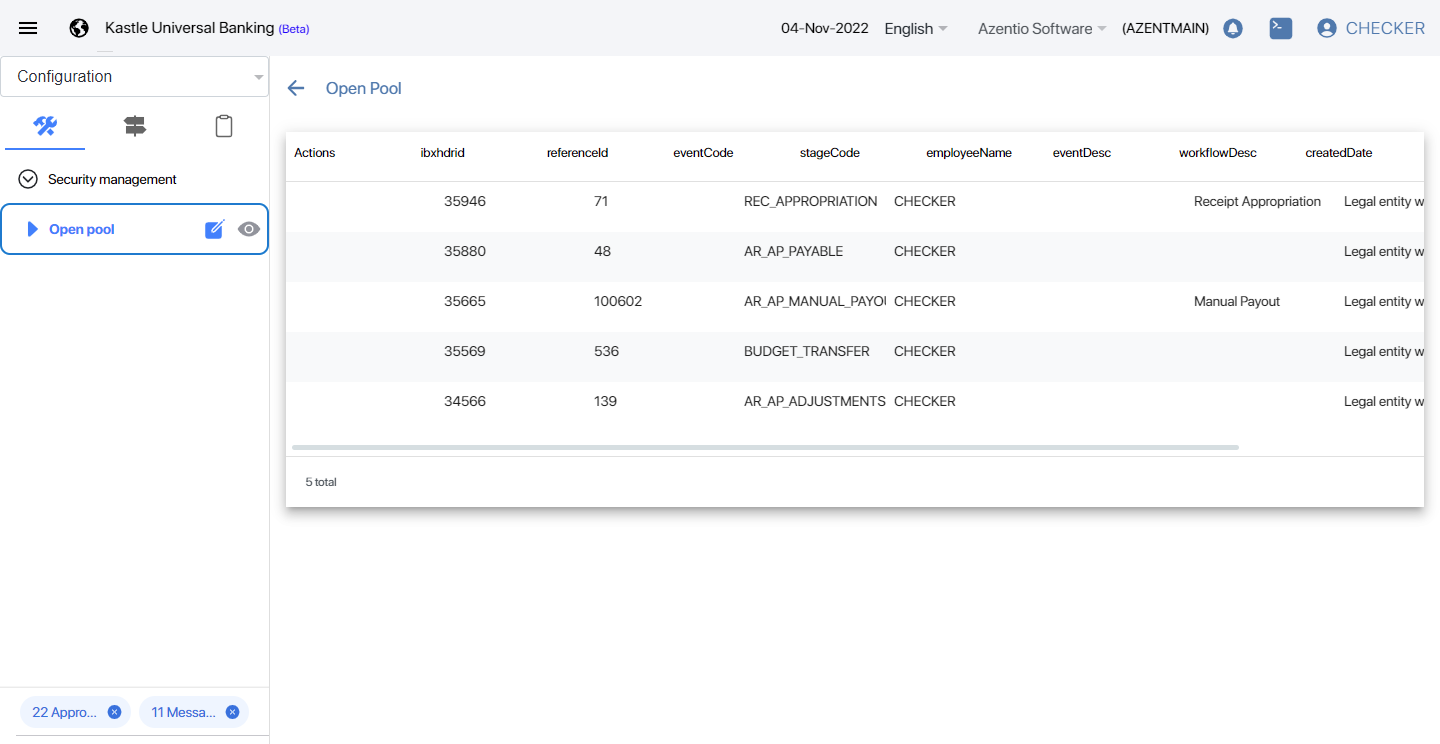 Kastle Universal Banking (Beta) 04-Nov-2022 English Azentio Software (AZENTMAIN) CHECKER
Configuration
Open Pool
Security management
Open pool
Actions ibxhdrid referenceId eventCode stageCode employeeName eventDesc workflowDesc createdDate
35946 71 REC_APPROPRIATION CHECKER Receipt Appropriation Legal entity w
35880 48 AR_AP_PAYABLE CHECKER Legal entity w
35665 100602 AR_AP_MANUAL_PAYOU CHECKER Manual Payout Legal entity w
35569 536 BUDGET_TRANSFER CHECKER Legal entity w
34566 139 AR_AP_ADJUSTMENTS CHECKER Legal entity w
5 total
22 Appro... 11 Messa...